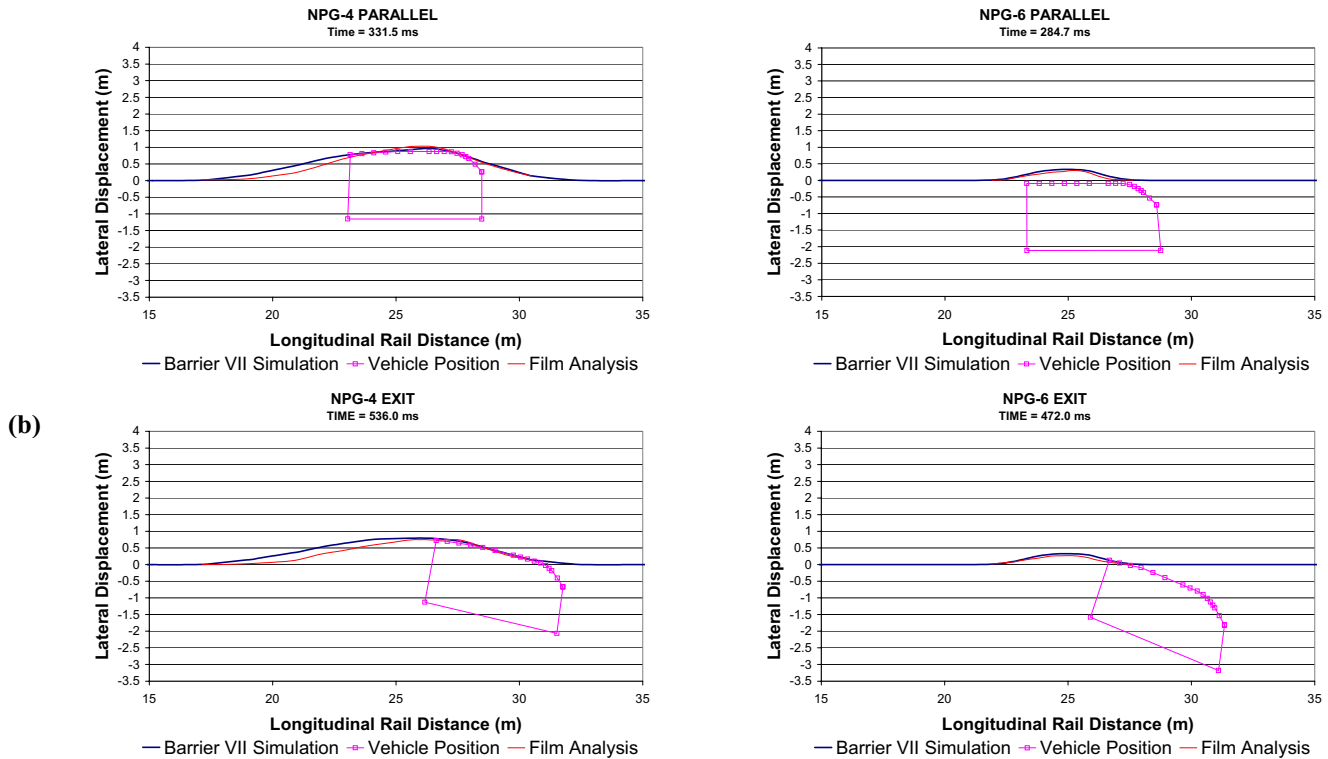 NPG-4 PARALLEL
Time = 331.5 ms
4
3.5
3
2.5
2
1.5
1
0.5
0
-0.5
-1
-1.5
-2
-2.5
-3
-3.5
Lateral Displacement (m)
15 20 25 30 35
Longitudinal Rail Distance (m)
Barrier VII Simulation Vehicle Position Film Analysis
NPG-6 PARALLEL
Time = 284.7 ms
4
3.5
3
2.5
2
1.5
1
0.5
0
-0.5
-1
-1.5
-2
-2.5
-3
-3.5
Lateral Displacement (m)
15 20 25 30 35
Longitudinal Rail Distance (m)
Barrier VII Simulation Vehicle Position Film Analysis
(b)
NPG-4 EXIT
TIME = 536.0 ms
4
3.5
3
2.5
2
1.5
1
0.5
0
-0.5
-1
-1.5
-2
-2.5
-3
-3.5
Lateral Displacement (m)
15 20 25 30 35
Longitudinal Rail Distance (m)
Barrier VII Simulation Vehicle Position Film Analysis
NPG-6 EXIT
TIME = 472.0 ms
4
3.5
3
2.5
2
1.5
1
0.5
0
-0.5
-1
-1.5
-2
-2.5
-3
-3.5
Lateral Displacement (m)
15 20 25 30 35
Longitudinal Rail Distance (m)
Barrier VII Simulation Vehicle Position Film Analysis